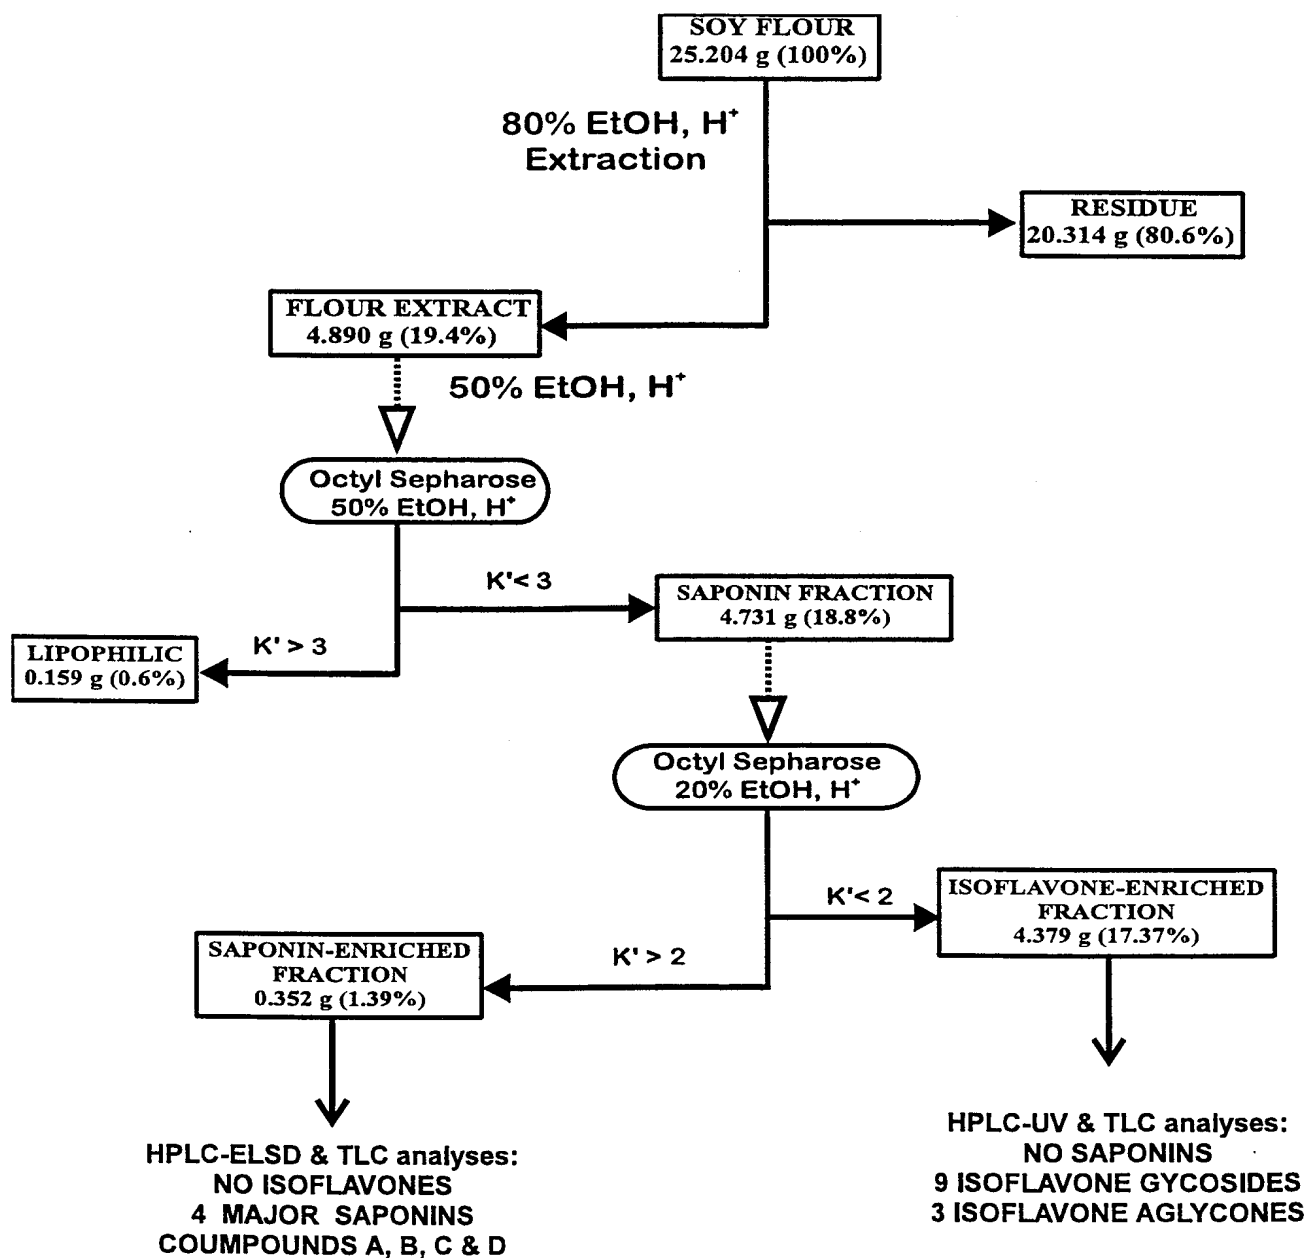 SOY FLOUR
25.204 g (100%)
80% EtOH, H⁺
Extraction
RESIDUE
20.314 g (80.6%)
FLOUR EXTRACT
4.890 g (19.4%)
50% EtOH, H⁺
Octyl Sepharose
50% EtOH, H⁺
K'< 3
SAPONIN FRACTION
4.731 g (18.8%)
K' > 3
LIPOPHILIC
0.159 g (0.6%)
Octyl Sepharose
20% EtOH, H⁺
K'< 2
ISOFLAVONE-ENRICHED
FRACTION
4.379 g (17.37%)
K' > 2
SAPONIN-ENRICHED
FRACTION
0.352 g (1.39%)
HPLC-ELSD & TLC analyses:
NO ISOFLAVONES
4 MAJOR SAPONINS
COUMPOUNDS A, B, C & D
HPLC-UV & TLC analyses:
NO SAPONINS
9 ISOFLAVONE GYCOSIDES
3 ISOFLAVONE AGLYCONES